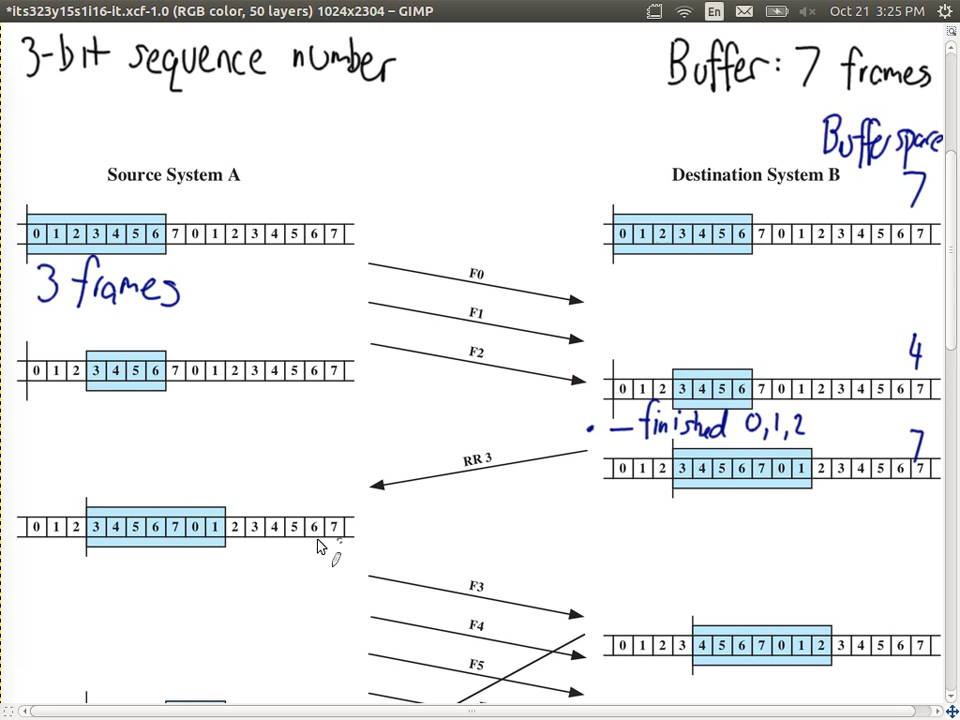 *its323y15s1i16-it.xcf-1.0 (RGB color, 50 layers) 1024x2304 – GIMP
En
Oct 21 3:25 PM
3-bit sequence number
Buffer: 7 frames
Buffer space
Source System A
Destination System B
7
0 1 2 3 4 5 6 7 0 1 2 3 4 5 6 7
0 1 2 3 4 5 6 7 0 1 2 3 4 5 6 7
3 frames
F0
F1
F2
4
0 1 2 3 4 5 6 7 0 1 2 3 4 5 6 7
0 1 2 3 4 5 6 7 0 1 2 3 4 5 6 7
- finished 0,1,2
7
RR 3
0 1 2 3 4 5 6 7 0 1 2 3 4 5 6 7
0 1 2 3 4 5 6 7 0 1 2 3 4 5 6 7
F3
F4
F5
0 1 2 3 4 5 6 7 0 1 2 3 4 5 6 7